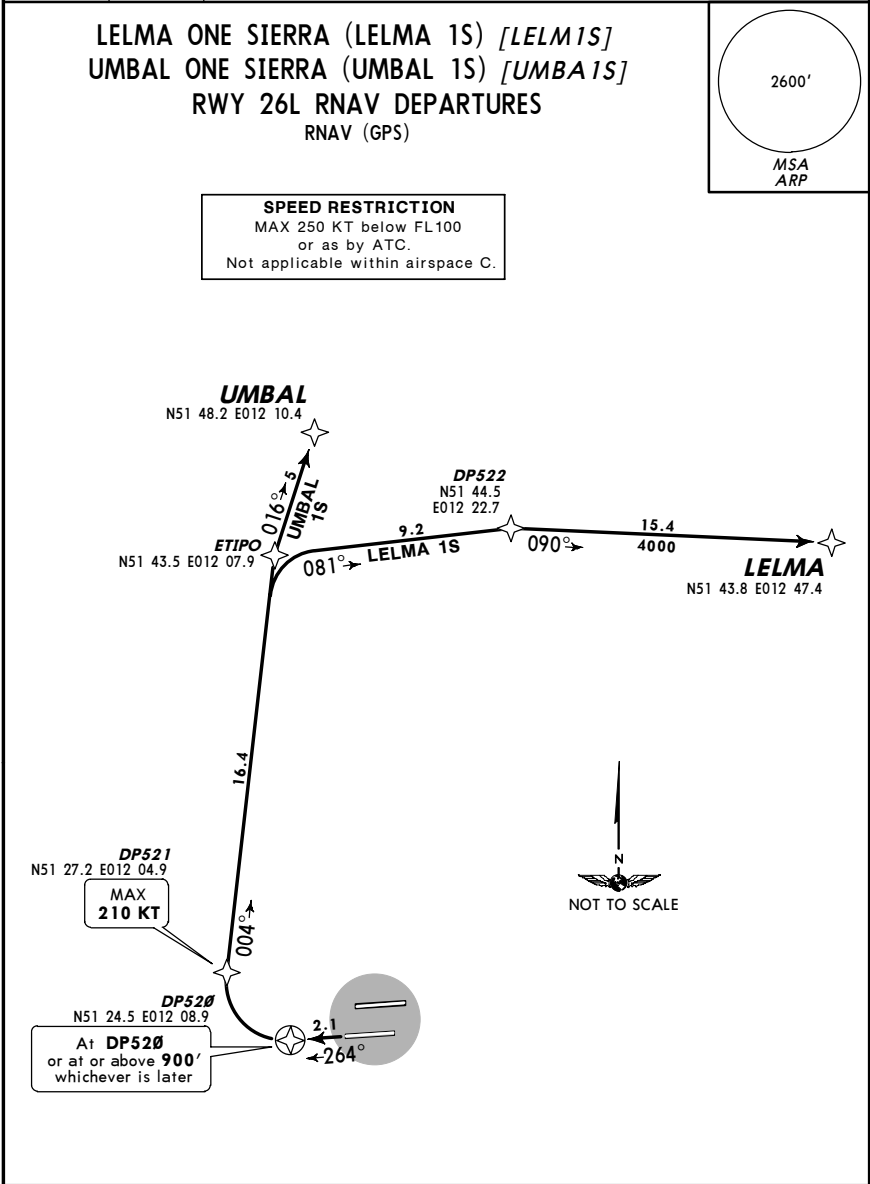 LELMA ONE SIERRA (LELMA 1S) [LELM1S]
UMBAL ONE SIERRA (UMBAL 1S) [UMBA1S]
RWY 26L RNAV DEPARTURES
RNAV (GPS)
2600'
MSA
ARP
SPEED RESTRICTION
MAX 250 KT below FL100
or as by ATC.
Not applicable within airspace C.
UMBAL
N51 48.2 E012 10.4
016°
5
UMBAL
1S
ETIPO
N51 43.5 E012 07.9
DP522
N51 44.5
E012 22.7
9.2
081°
LELMA 1S
090°
15.4
4000
LELMA
N51 43.8 E012 47.4
16.4
DP521
N51 27.2 E012 04.9
MAX
210 KT
004°
N
NOT TO SCALE
DP52Ø
N51 24.5 E012 08.9
At DP52Ø
or at or above 900'
whichever is later
2.1
264°